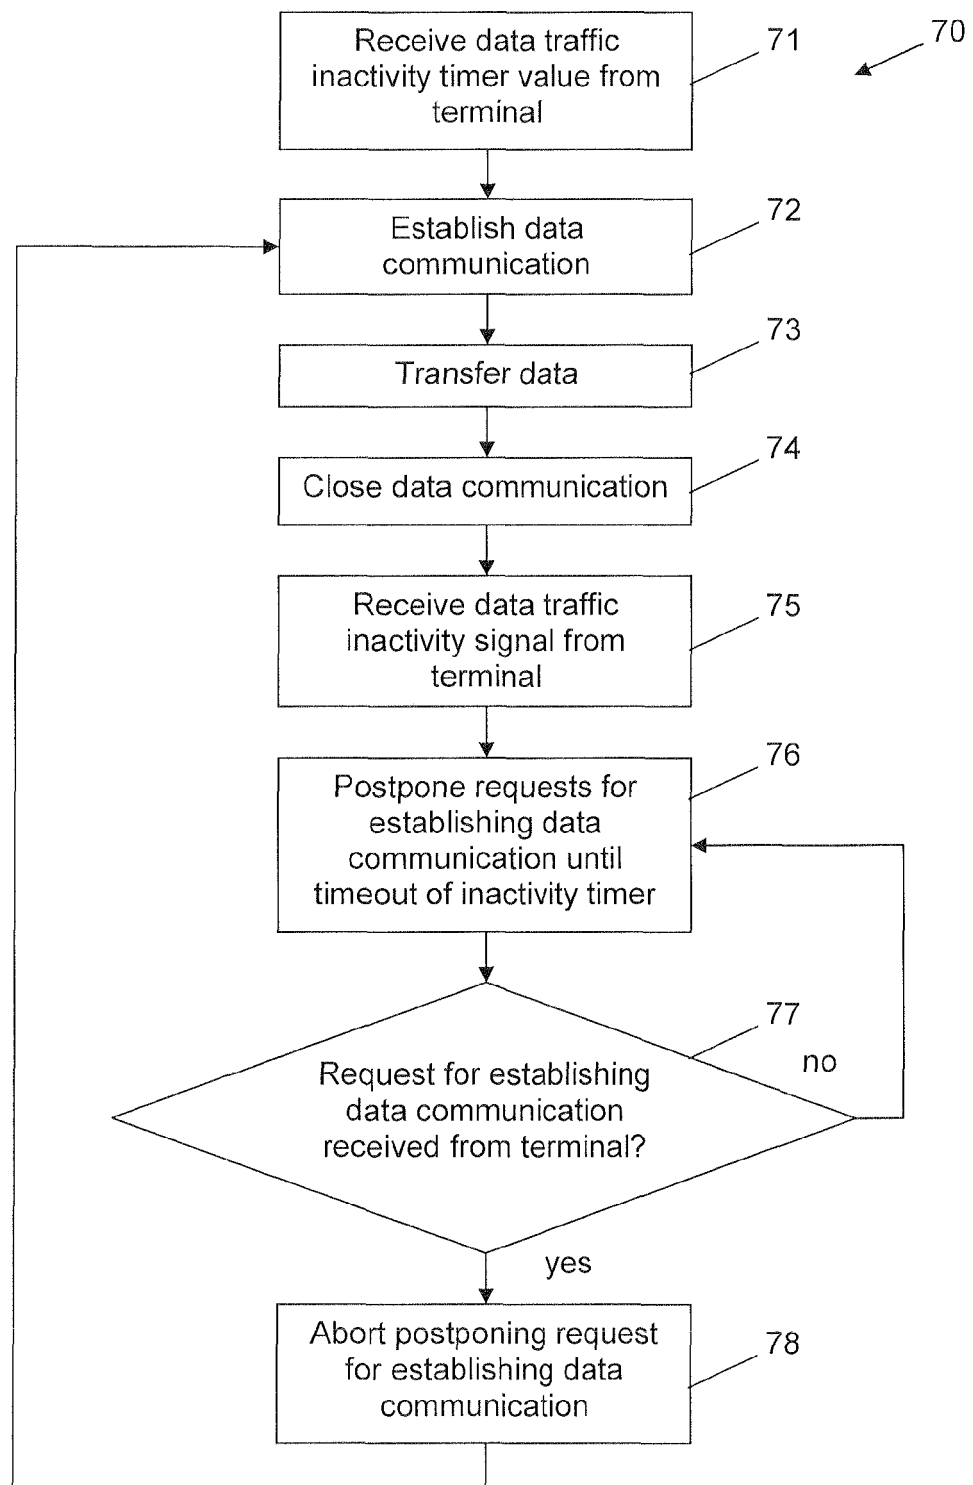 Receive data traffic
inactivity timer value from
terminal
71
70
Establish data
communication
72
Transfer data
73
Close data communication
74
Receive data traffic
inactivity signal from
terminal
75
Postpone requests for
establishing data
communication until
timeout of inactivity timer
76
Request for establishing
data communication
received from terminal?
77
no
yes
Abort postponing request
for establishing data
communication
78